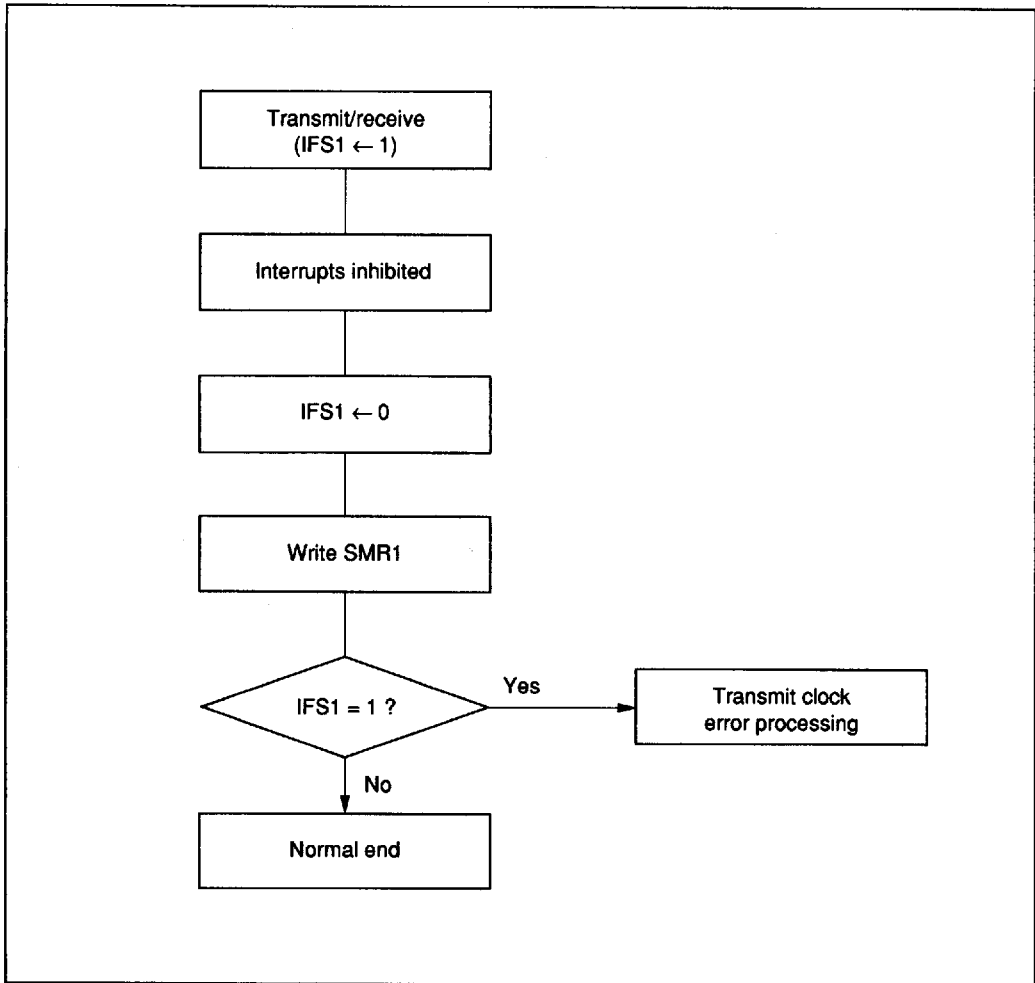 Transmit/receive
(IFS1 ← 1)
Interrupts inhibited
IFS1 ← 0
Write SMR1
IFS1 = 1 ?
Yes
Transmit clock
error processing
No
Normal end